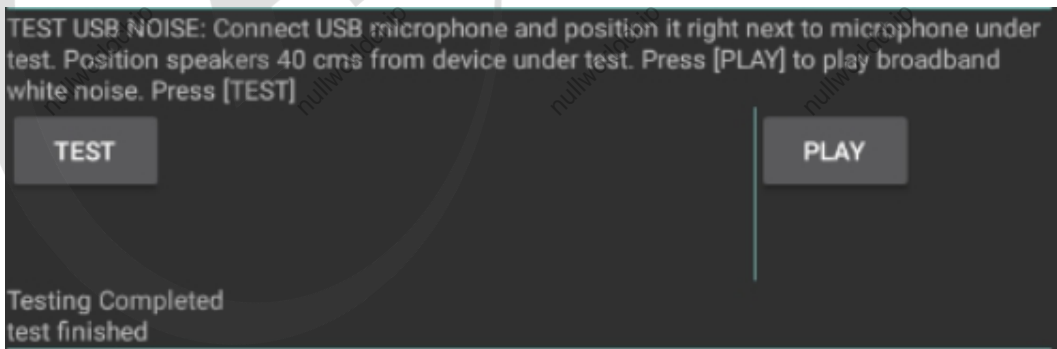 TEST USB NOISE: Connect USB microphone and position it right next to microphone under
test. Position speakers 40 cms from device under test. Press [PLAY] to play broadband
white noise. Press [TEST]
TEST
PLAY
Testing Completed
test finished